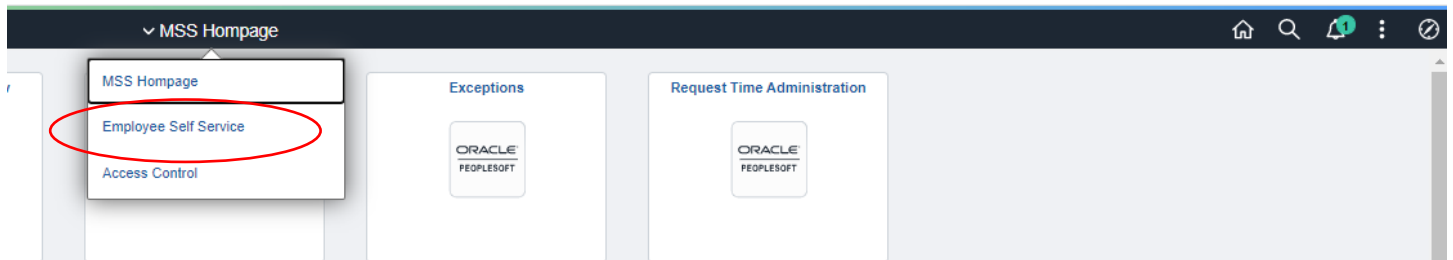 MSS Hompage
1
MSS Hompage
Employee Self Service
Access Control
Exceptions
ORACLE
PEOPLESOFT
Request Time Administration
ORACLE
PEOPLESOFT